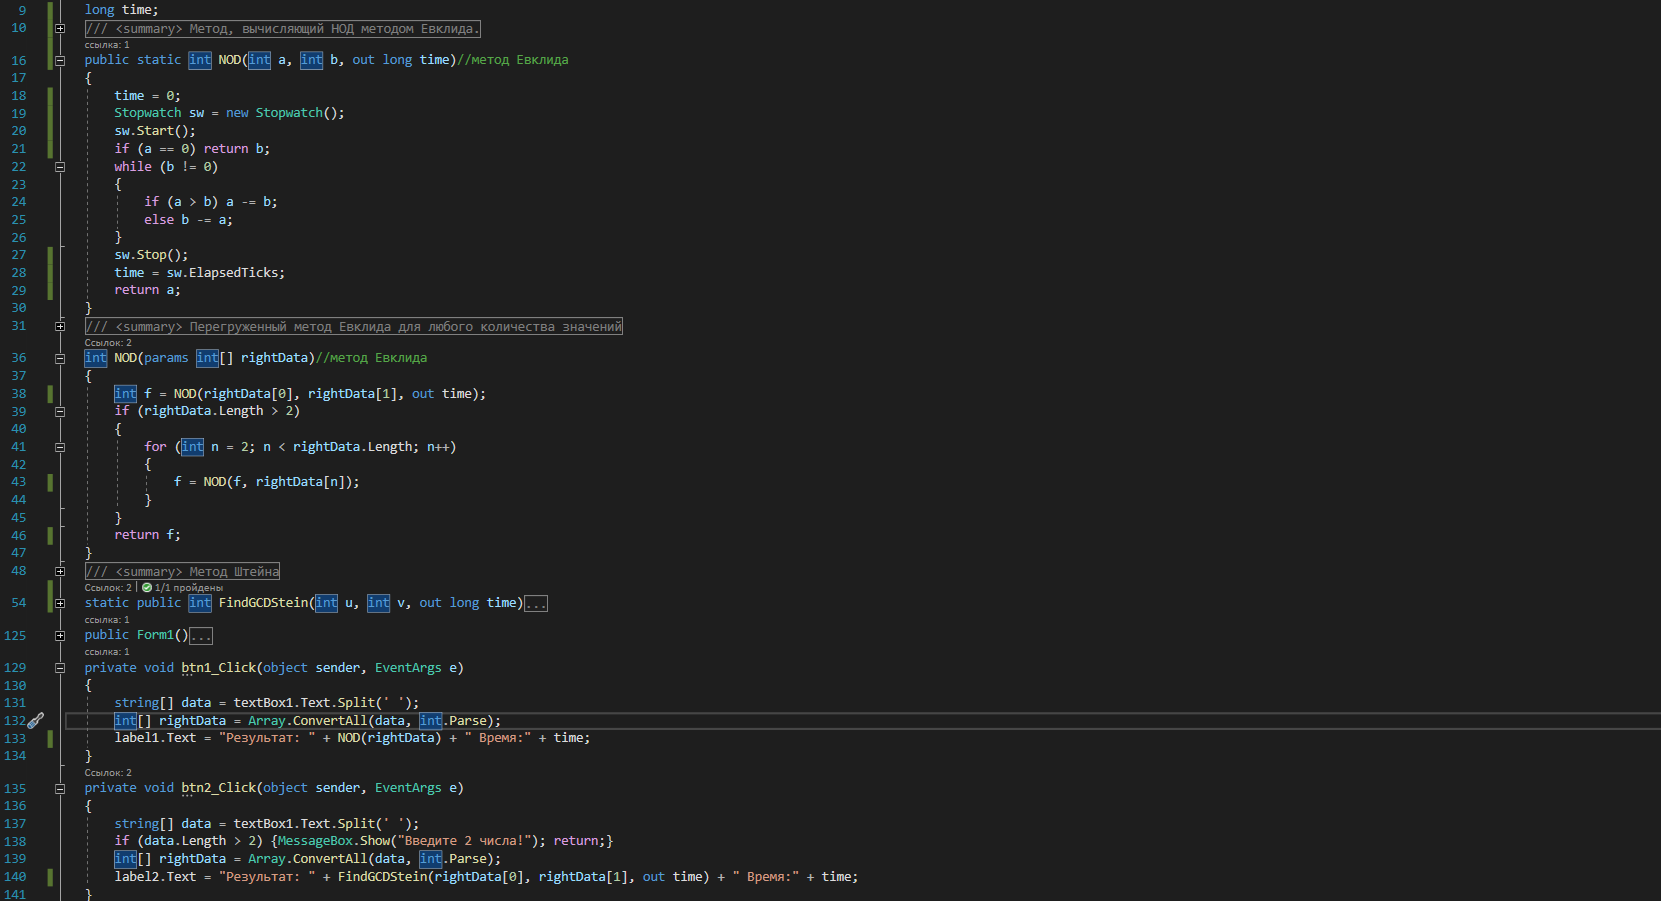 9 long time;
10 /// <summary> Метод, вычисляющий НОД методом Евклида.
ссылка: 1
16 public static int NOD(int a, int b, out long time)//метод Евклида
17 {
18 time = 0;
19 Stopwatch sw = new Stopwatch();
20 sw.Start();
21 if (a == 0) return b;
22 while (b != 0)
23 {
24 if (a > b) a -= b;
25 else b -= a;
26 }
27 sw.Stop();
28 time = sw.ElapsedTicks;
29 return a;
30 }
31 /// <summary> Перегруженный метод Евклида для любого количества значений
Ссылок: 2
36 int NOD(params int[] rightData)//метод Евклида
37 {
38 int f = NOD(rightData[0], rightData[1], out time);
39 if (rightData.Length > 2)
40 {
41 for (int n = 2; n < rightData.Length; n++)
42 {
43 f = NOD(f, rightData[n]);
44 }
45 }
46 return f;
47 }
48 /// <summary> Метод Штейна
Ссылок: 2 | 1/1 пройдены
54 static public int FindGCDStein(int u, int v, out long time)...
ссылка: 1
125 public Form1()...
ссылка: 1
129 private void btn1_Click(object sender, EventArgs e)
130 {
131 string[] data = textBox1.Text.Split(' ');
132 int[] rightData = Array.ConvertAll(data, int.Parse);
133 label1.Text = "Результат: " + NOD(rightData) + " Время:" + time;
134 }
Ссылок: 2
135 private void btn2_Click(object sender, EventArgs e)
136 {
137 string[] data = textBox1.Text.Split(' ');
138 if (data.Length > 2) {MessageBox.Show("Введите 2 числа!"); return;}
139 int[] rightData = Array.ConvertAll(data, int.Parse);
140 label2.Text = "Результат: " + FindGCDStein(rightData[0], rightData[1], out time) + " Время:" + time;
141 }